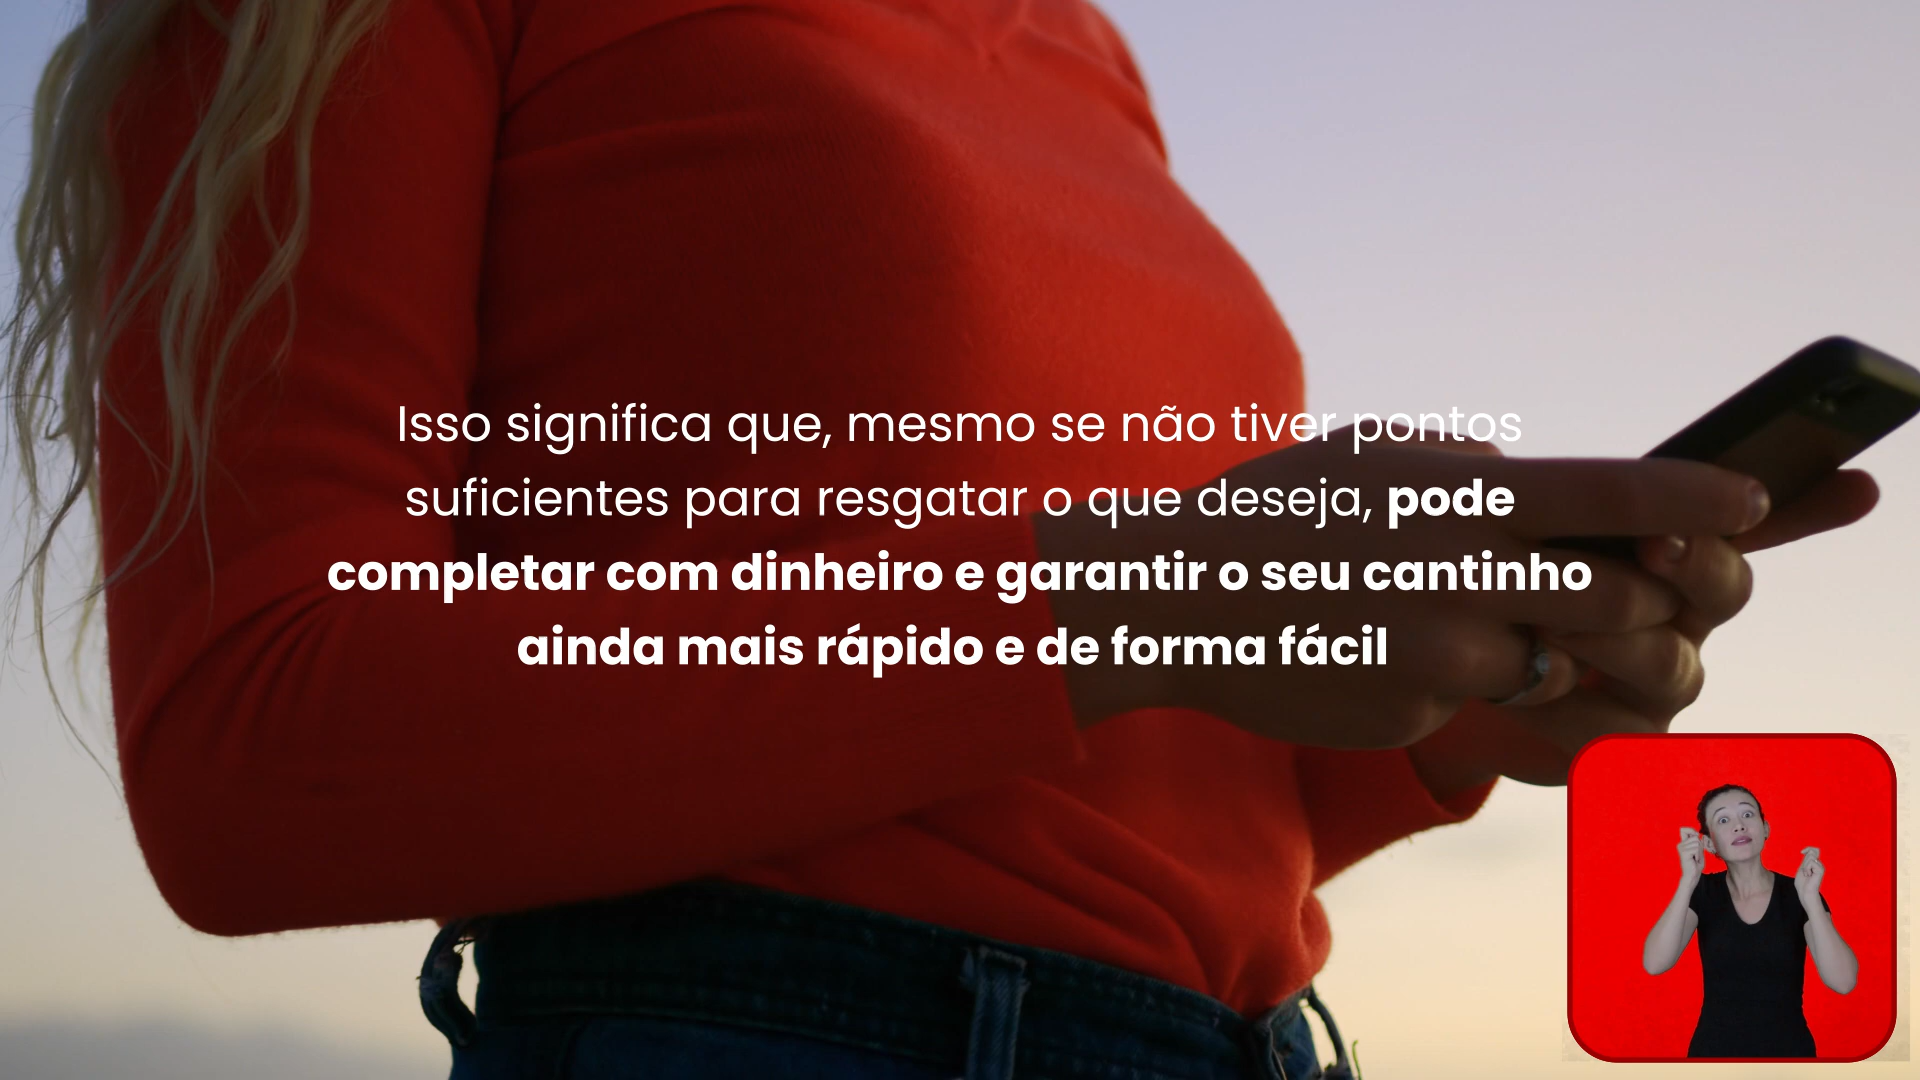 Isso significa que, mesmo se não tiver pontos
suficientes para resgatar o que deseja, pode
completar com dinheiro e garantir o seu cantinho
ainda mais rápido e de forma fácil